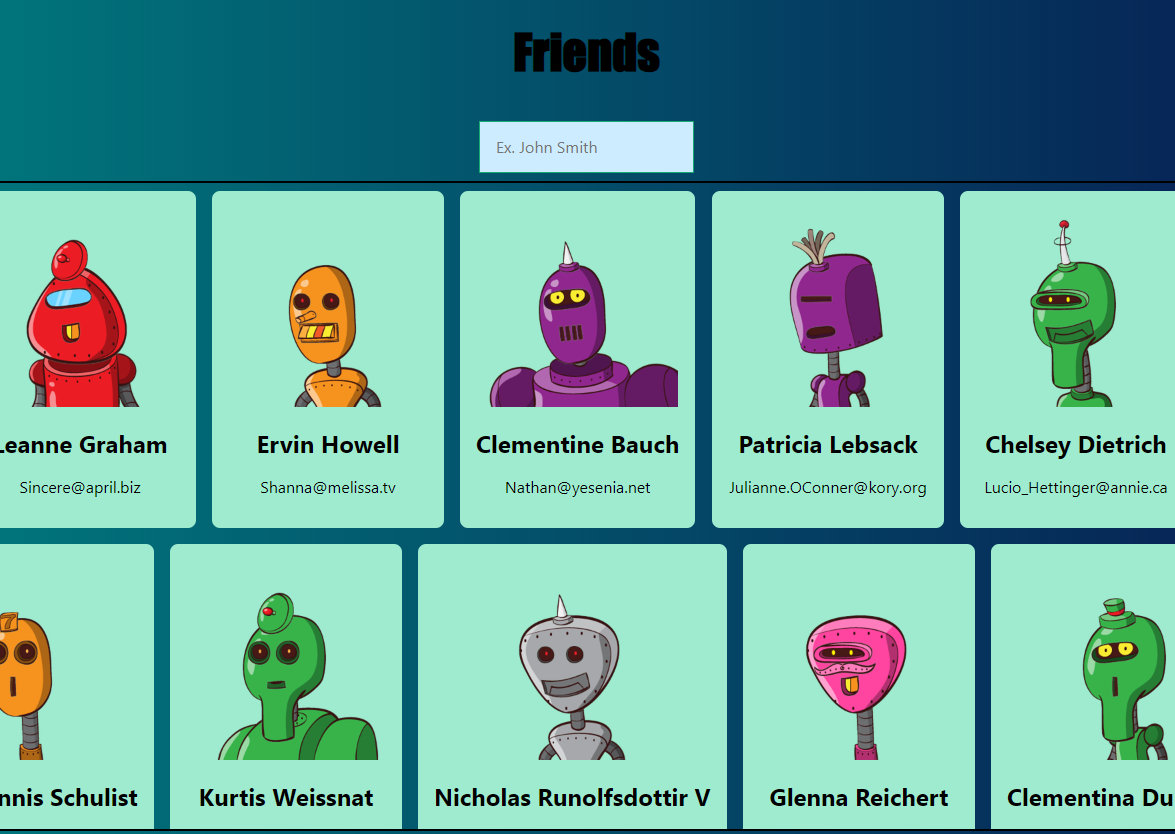 Friends
Ex. John Smith
Leanne Graham
Ervin Howell
Clementine Bauch
Patricia Lebsack
Chelsey Dietrich
Sincere@april.biz
Shanna@melissa.tv
Nathan@yesenia.net
Julianne.OConner@kory.org
Lucio_Hettinger@annie.ca
7
nnis Schulist
Kurtis Weissnat
Nicholas Runolfsdottir V
Glenna Reichert
Clementina Du